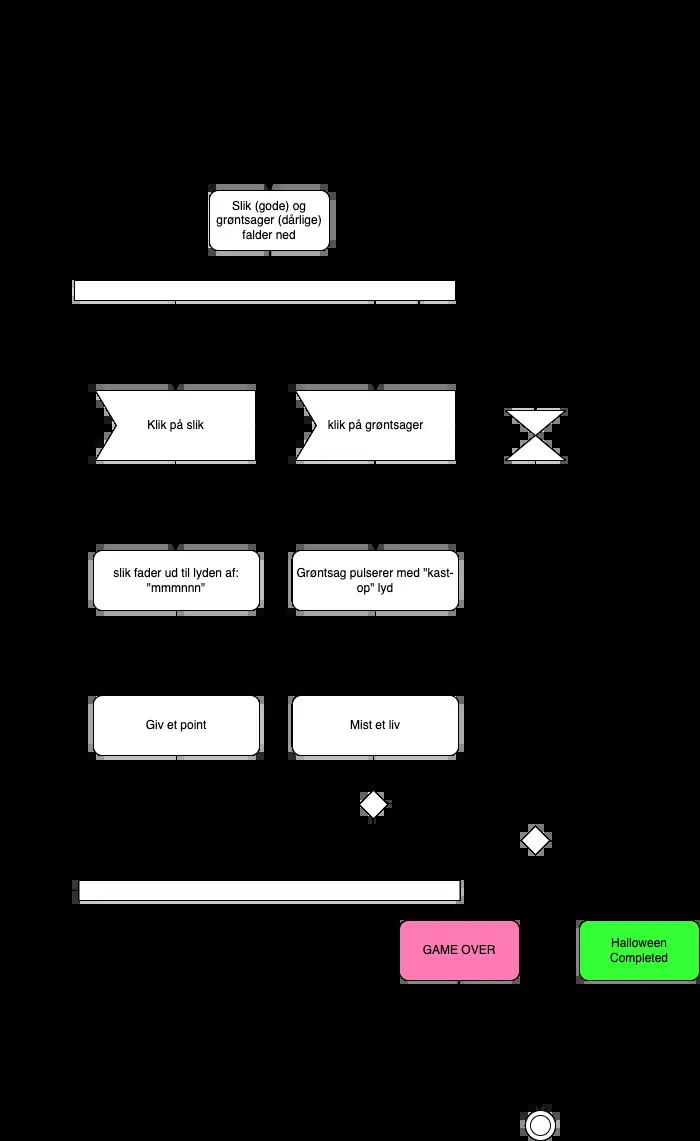 Slik (gode) og
grøntsager (dårlige)
falder ned
Klik på slik
klik på grøntsager
slik fader ud til lyden af:
"mmmnnn"
Grøntsag pulserer med "kast-
op" lyd
Giv et point
Mist et liv
GAME OVER
Halloween
Completed